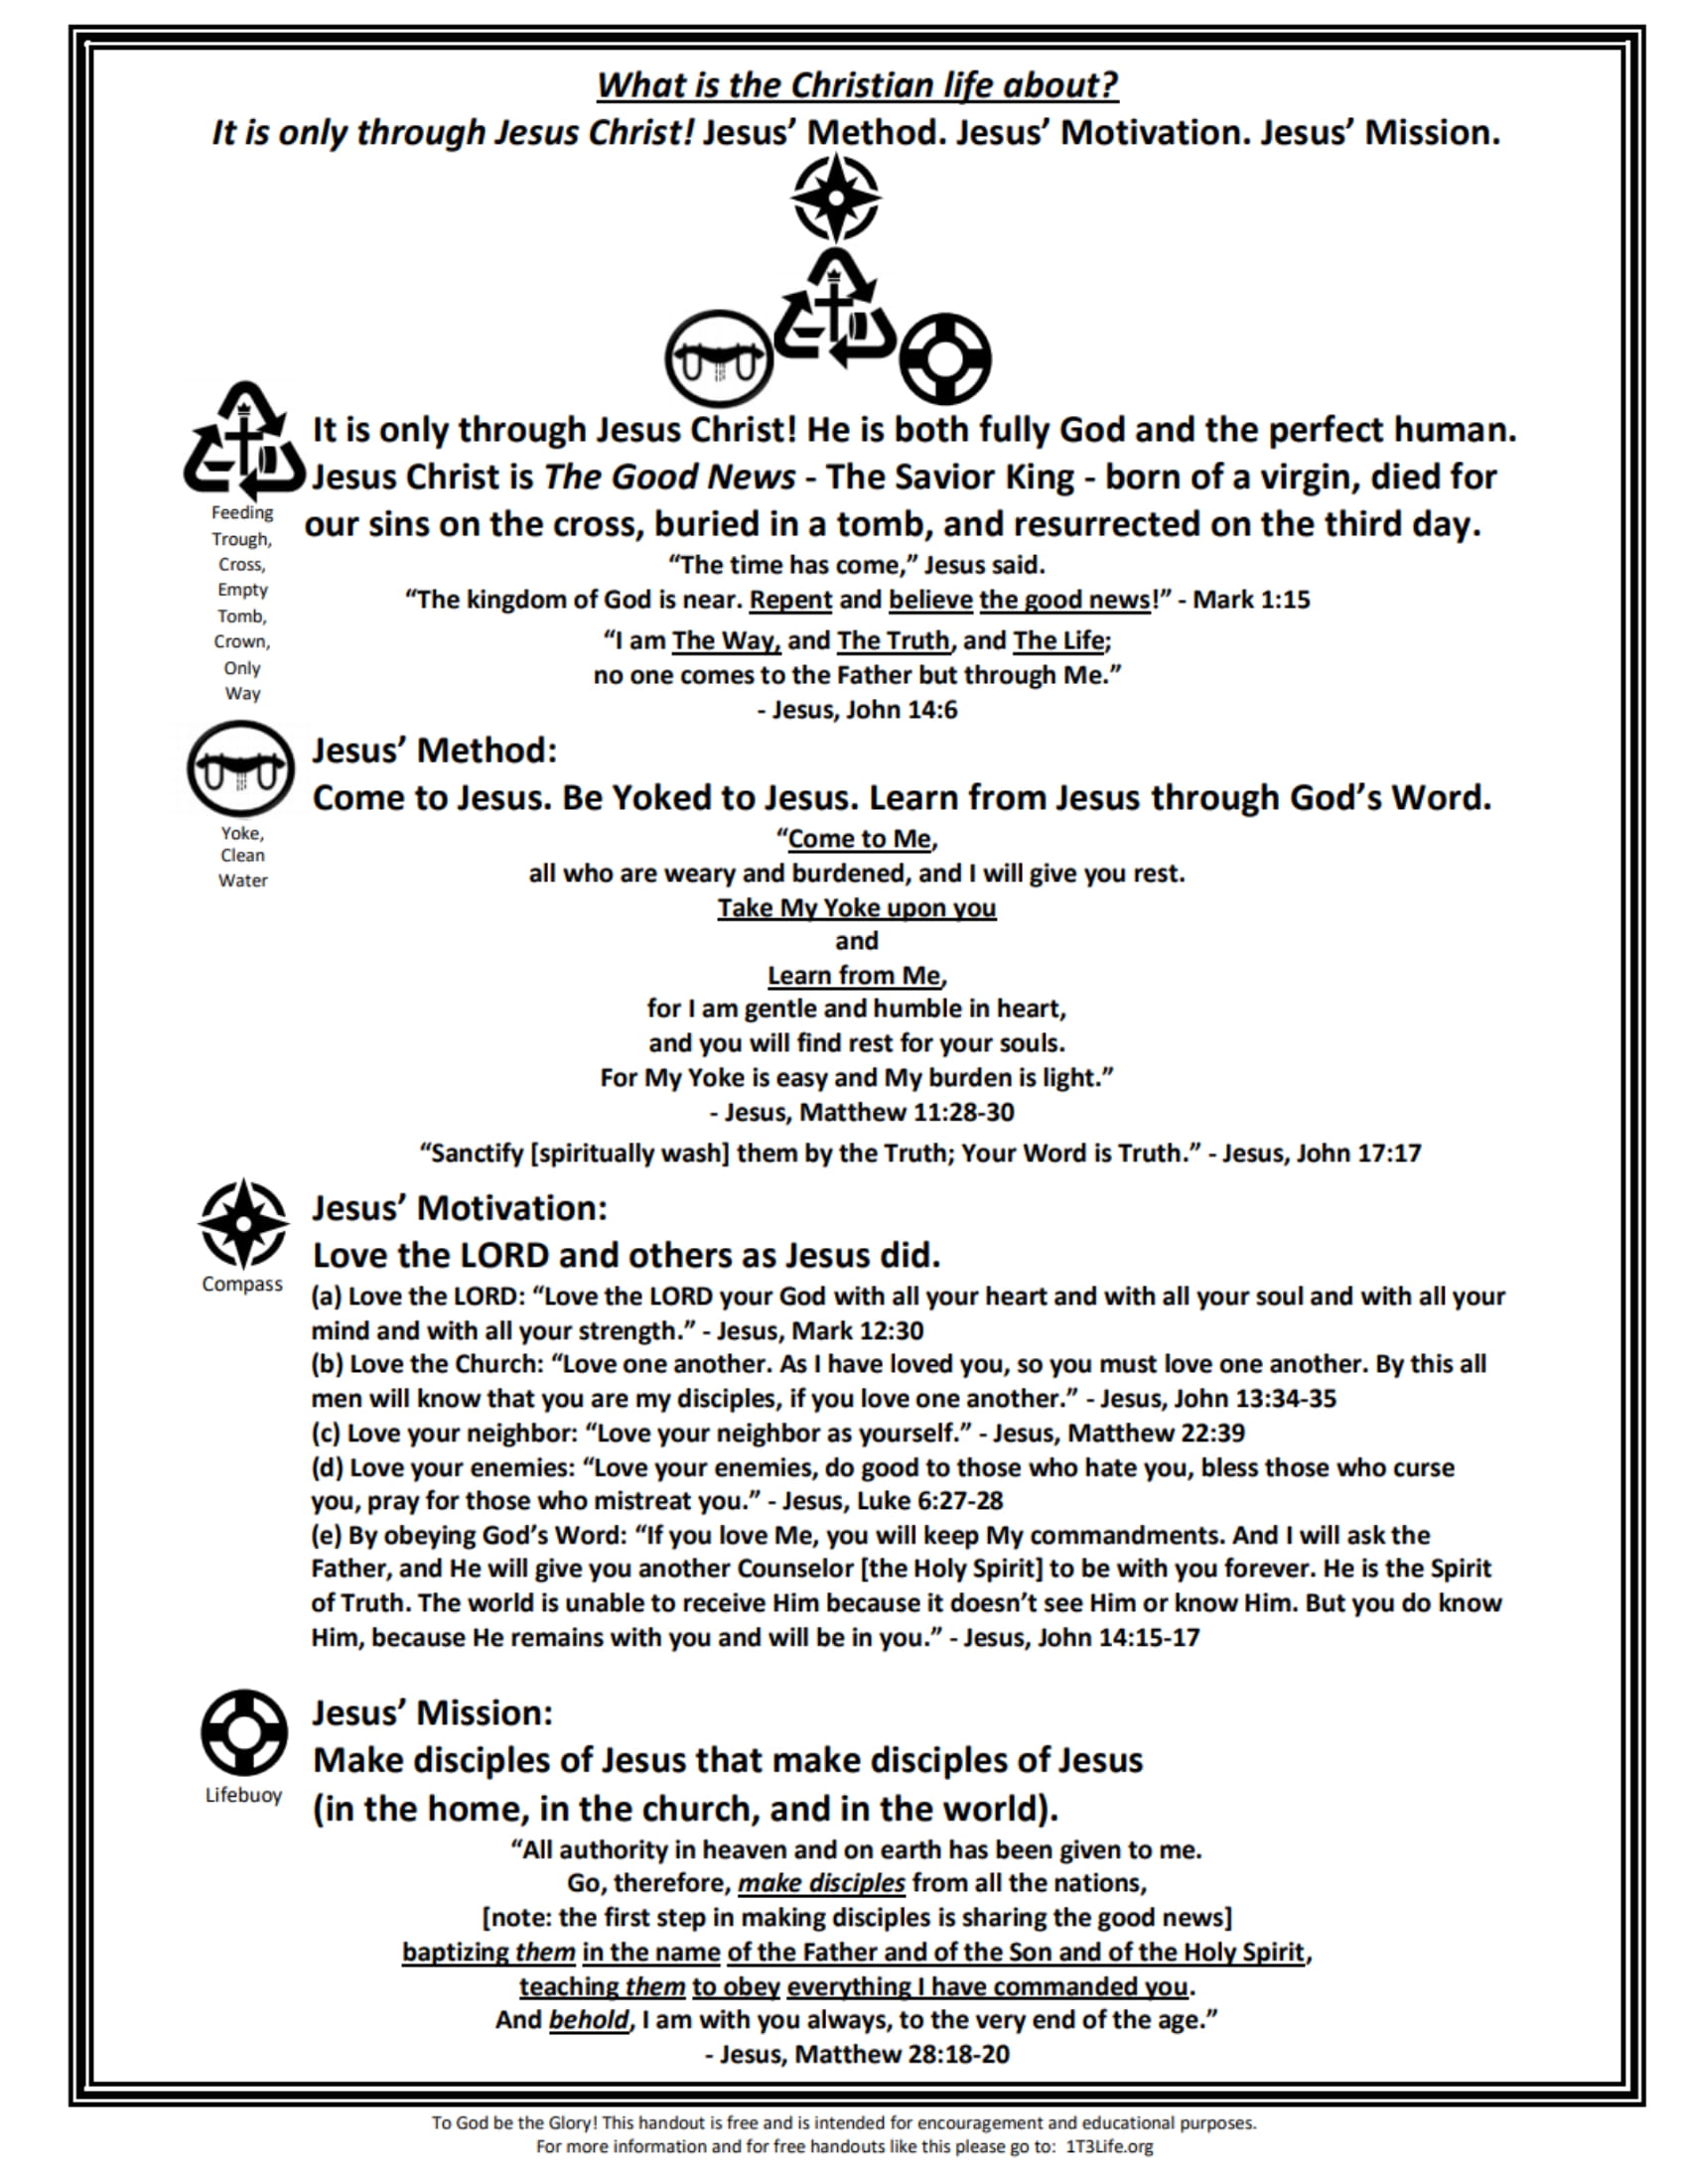 What is the Christian life about?
It is only through Jesus Christ! Jesus’ Method. Jesus’ Motivation. Jesus’ Mission.
It is only through Jesus Christ! He is both fully God and the perfect human.
Jesus Christ is The Good News - The Savior King - born of a virgin, died for
our sins on the cross, buried in a tomb, and resurrected on the third day.
Feeding
Trough,
Cross,
Empty
Tomb,
Crown,
Only
Way
“The time has come,” Jesus said.
“The kingdom of God is near. Repent and believe the good news!” - Mark 1:15
“I am The Way, and The Truth, and The Life;
no one comes to the Father but through Me.”
- Jesus, John 14:6
Jesus’ Method:
Come to Jesus. Be Yoked to Jesus. Learn from Jesus through God’s Word.
Yoke,
Clean
Water
“Come to Me,
all who are weary and burdened, and I will give you rest.
Take My Yoke upon you
and
Learn from Me,
for I am gentle and humble in heart,
and you will find rest for your souls.
For My Yoke is easy and My burden is light.”
- Jesus, Matthew 11:28-30
“Sanctify [spiritually wash] them by the Truth; Your Word is Truth.” - Jesus, John 17:17
Jesus’ Motivation:
Love the LORD and others as Jesus did.
Compass
(a) Love the LORD: “Love the LORD your God with all your heart and with all your soul and with all your
mind and with all your strength.” - Jesus, Mark 12:30
(b) Love the Church: “Love one another. As I have loved you, so you must love one another. By this all
men will know that you are my disciples, if you love one another.” - Jesus, John 13:34-35
(c) Love your neighbor: “Love your neighbor as yourself.” - Jesus, Matthew 22:39
(d) Love your enemies: “Love your enemies, do good to those who hate you, bless those who curse
you, pray for those who mistreat you.” - Jesus, Luke 6:27-28
(e) By obeying God’s Word: “If you love Me, you will keep My commandments. And I will ask the
Father, and He will give you another Counselor [the Holy Spirit] to be with you forever. He is the Spirit
of Truth. The world is unable to receive Him because it doesn’t see Him or know Him. But you do know
Him, because He remains with you and will be in you.” - Jesus, John 14:15-17
Jesus’ Mission:
Make disciples of Jesus that make disciples of Jesus
(in the home, in the church, and in the world).
Lifebuoy
“All authority in heaven and on earth has been given to me.
Go, therefore, make disciples from all the nations,
[note: the first step in making disciples is sharing the good news]
baptizing them in the name of the Father and of the Son and of the Holy Spirit,
teaching them to obey everything I have commanded you.
And behold, I am with you always, to the very end of the age.”
- Jesus, Matthew 28:18-20
To God be the Glory! This handout is free and is intended for encouragement and educational purposes.
For more information and for free handouts like this please go to: 1T3Life.org